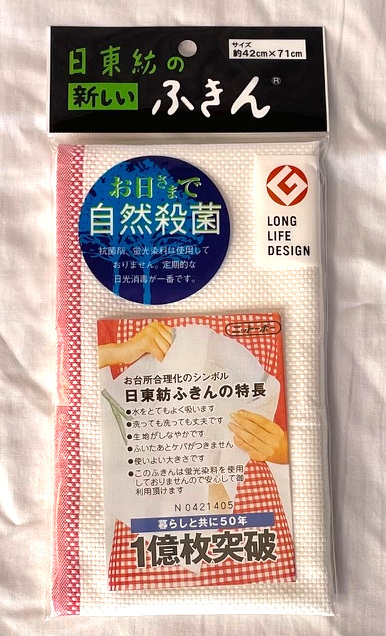 日東紡の
新しい
ふきん®
サイズ
約42cm×71cm
お日さまで
自然殺菌
抗菌剤、蛍光染料は使用して
おりません。定期的な
日光消毒が一番です。
LONG
LIFE
DESIGN
ニットーボー
お台所合理化のシンボル
日東紡ふきんの特長
●水をとてもよく吸います
●洗っても洗っても丈夫です
●生地がしなやかです
●ふいたあとケバがつきません
●使いよい大きさです
●このふきんは蛍光染料を使用
しておりませんので安心して御
利用頂けます
N0421405
暮らしと共に50年
1億枚突破